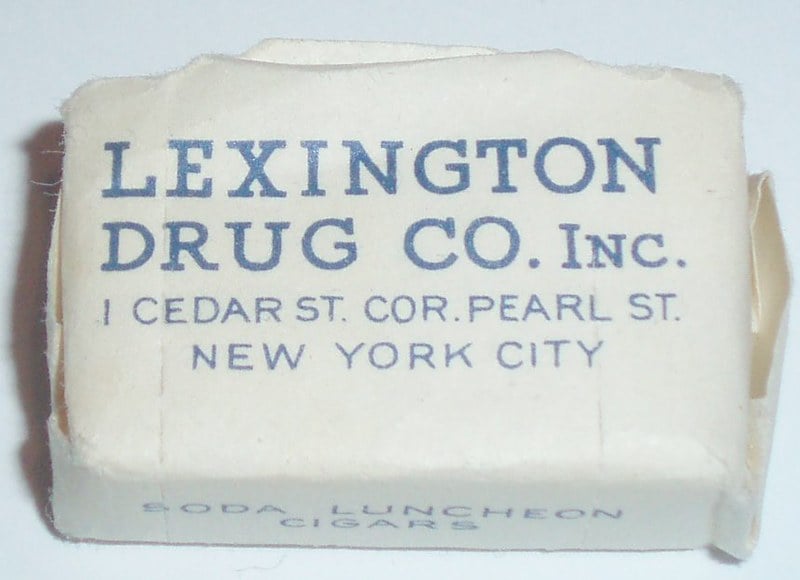 LEXINGTON
DRUG CO. INC.
1 CEDAR ST. COR. PEARL ST.
NEW YORK CITY
SODA LUNCHEON
CIGARS